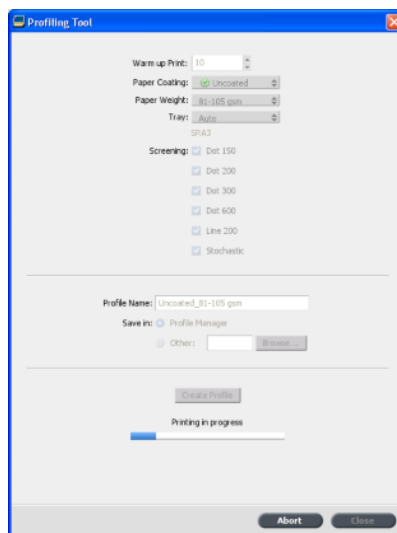 Profiling Tool
Warm up Print: 10
Paper Coating: Uncoated
Paper Weight: 81-105 gsm
Tray: Auto
SRA3
Screening: Dot 150
Dot 200
Dot 300
Dot 600
Line 200
Stochastic
Profile Name: Uncoated_81-105 gsm
Save in: Profile Manager
Other: Browse...
Create Profile
Printing in progress
Abort Close